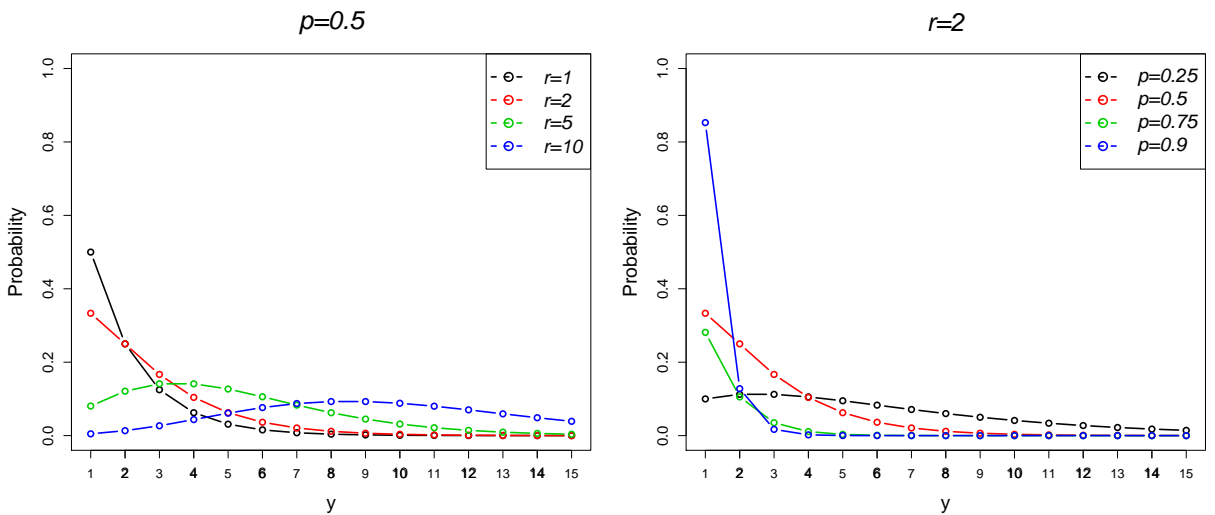 p=0.5
r=1
r=2
r=5
r=10
Probability
0.0 0.2 0.4 0.6 0.8 1.0
1 2 3 4 5 6 7 8 9 10 11 12 13 14 15
y
r=2
p=0.25
p=0.5
p=0.75
p=0.9
Probability
0.0 0.2 0.4 0.6 0.8 1.0
1 2 3 4 5 6 7 8 9 10 11 12 13 14 15
y